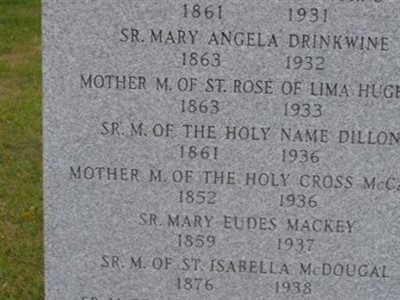 1861 1931
SR. MARY ANGELA DRINKWINE
1863 1932
MOTHER M. OF ST. ROSE OF LIMA
1863 1933
SR. M. OF THE HOLY NAME DILLON
1861 1936
MOTHER M. OF THE HOLY CROSS
1852 1936
SR. MARY EUDES MACKEY
1859 1937
SR. M. OF ST. ISABELLA McDOUGAL
1876 1938